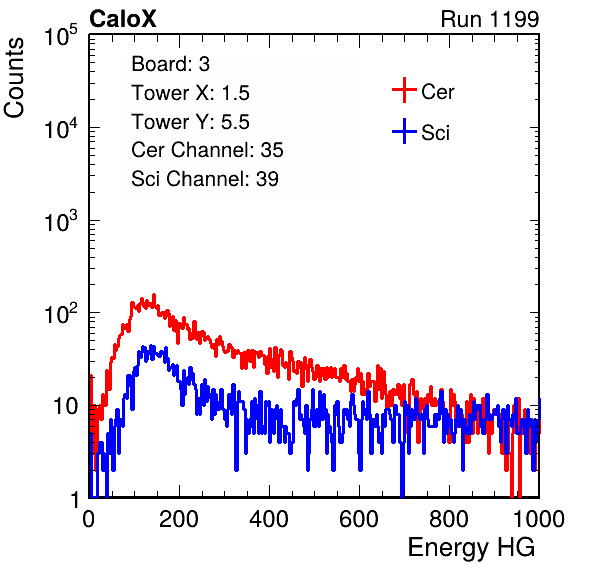 CaloX Run 1199
Counts
Board: 3
Tower X: 1.5
Tower Y: 5.5
Cer Channel: 35
Sci Channel: 39
Cer
Sci
10^5
10^4
10^3
10^2
10
1
0 200 400 600 800 1000
Energy HG